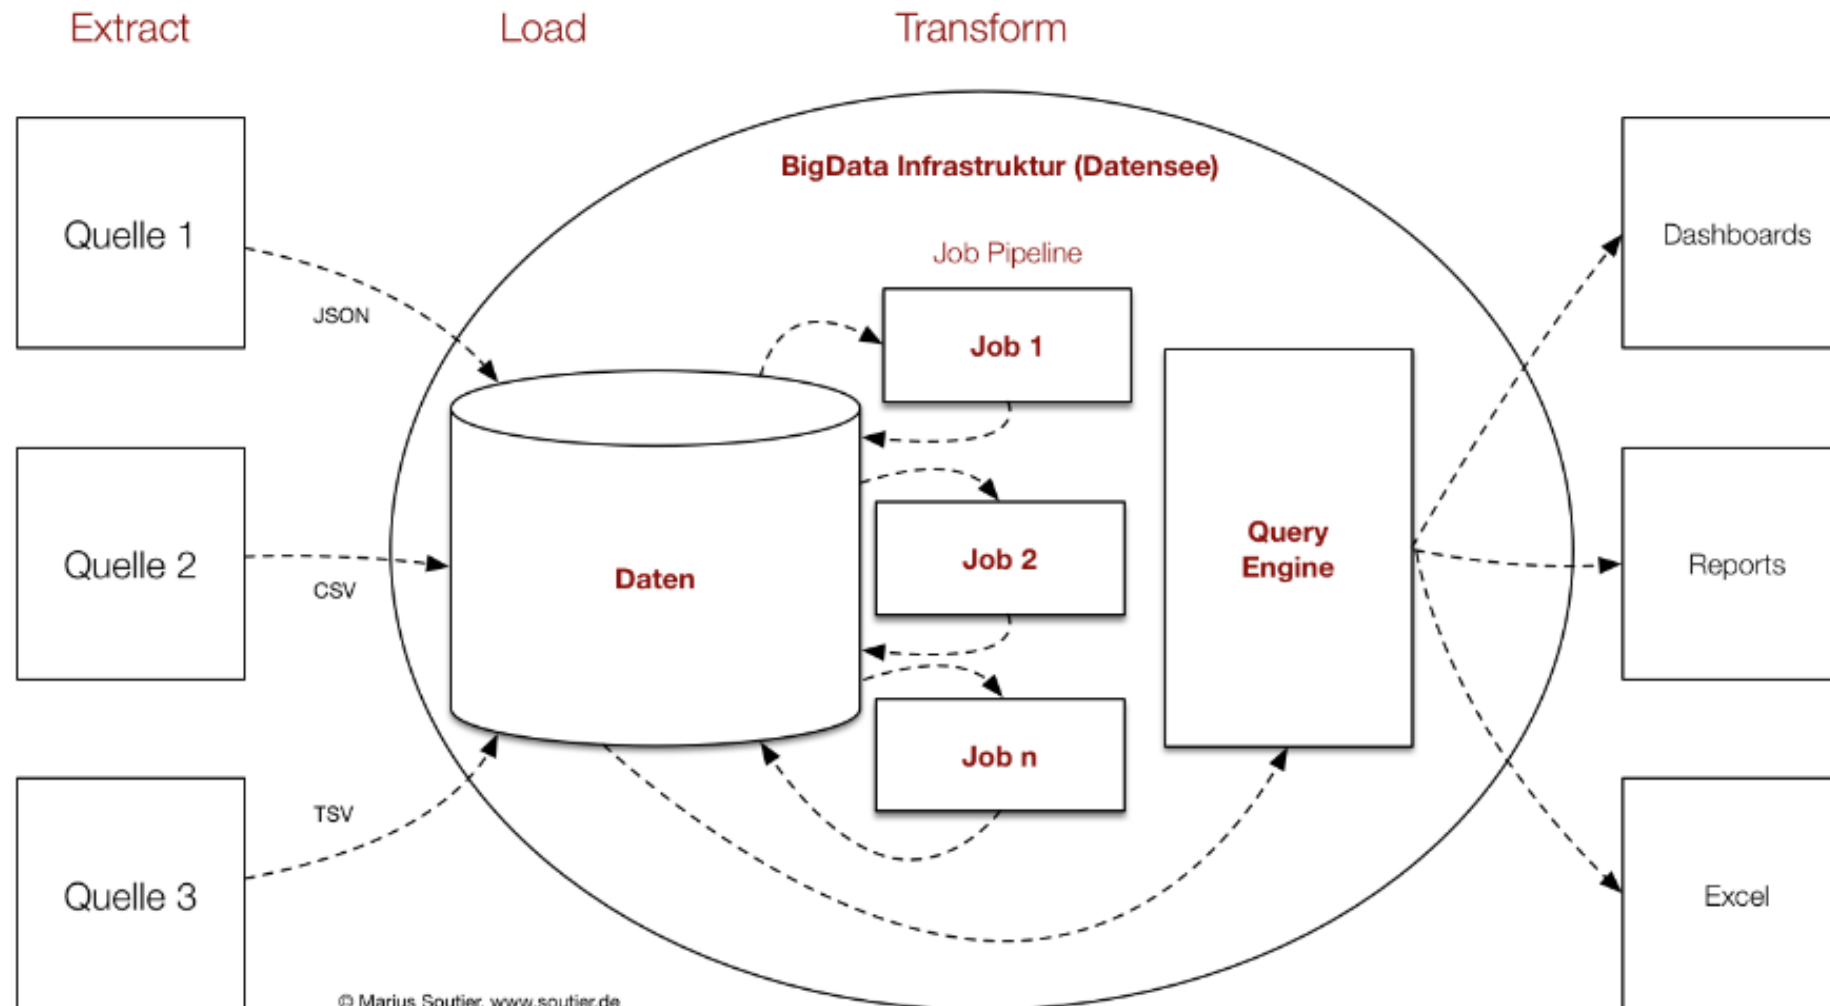 Extract
Load
Transform
BigData Infrastruktur (Datensee)
Quelle 1
Dashboards
Job Pipeline
JSON
Job 1
Quelle 2
CSV
Daten
Job 2
Query
Engine
Reports
Job n
TSV
Quelle 3
Excel
© Marius Soutier, www.soutier.de